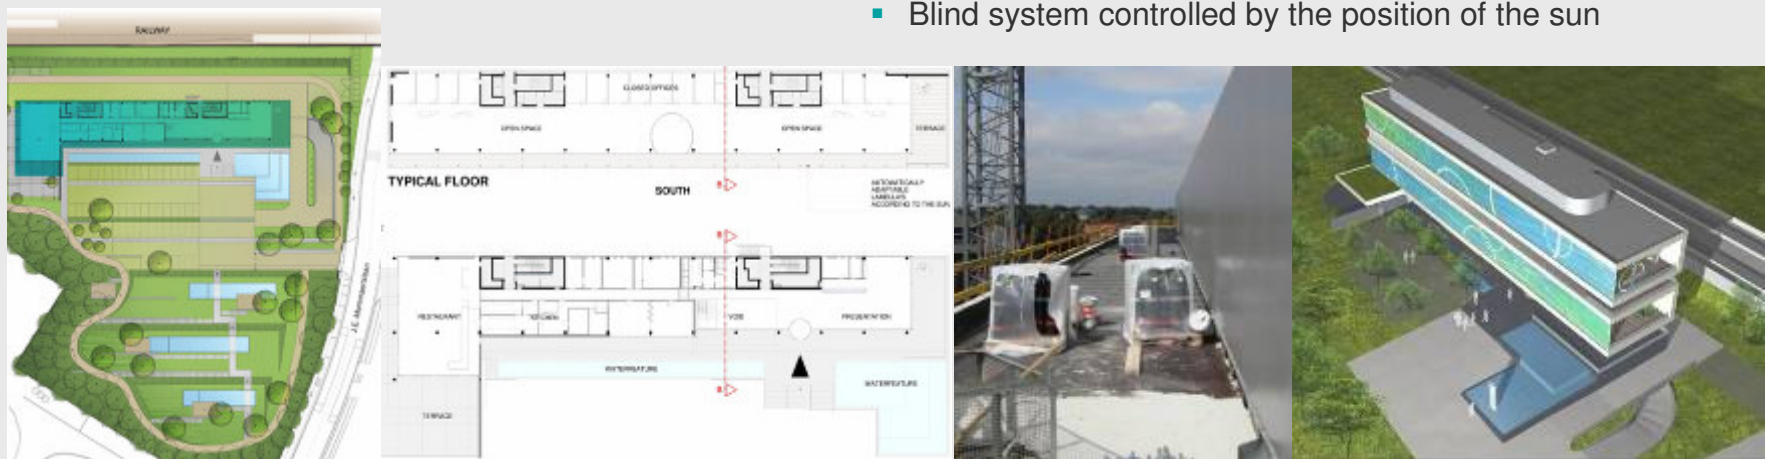 ▪ Blind system controlled by the position of the sun
RAILWAY
CLOSED OFFICES
OPEN SPACE
OPEN SPACE
TERRACE
TYPICAL FLOOR
SOUTH
AUTOMATICALLY
ADAPTABLE
LAMELLAS
ACCORDING TO THE SUN
RESTAURANT
KITCHEN
VOID
PRESENTATION
WATERFEATURE
WATERFEATURE
TERRACE